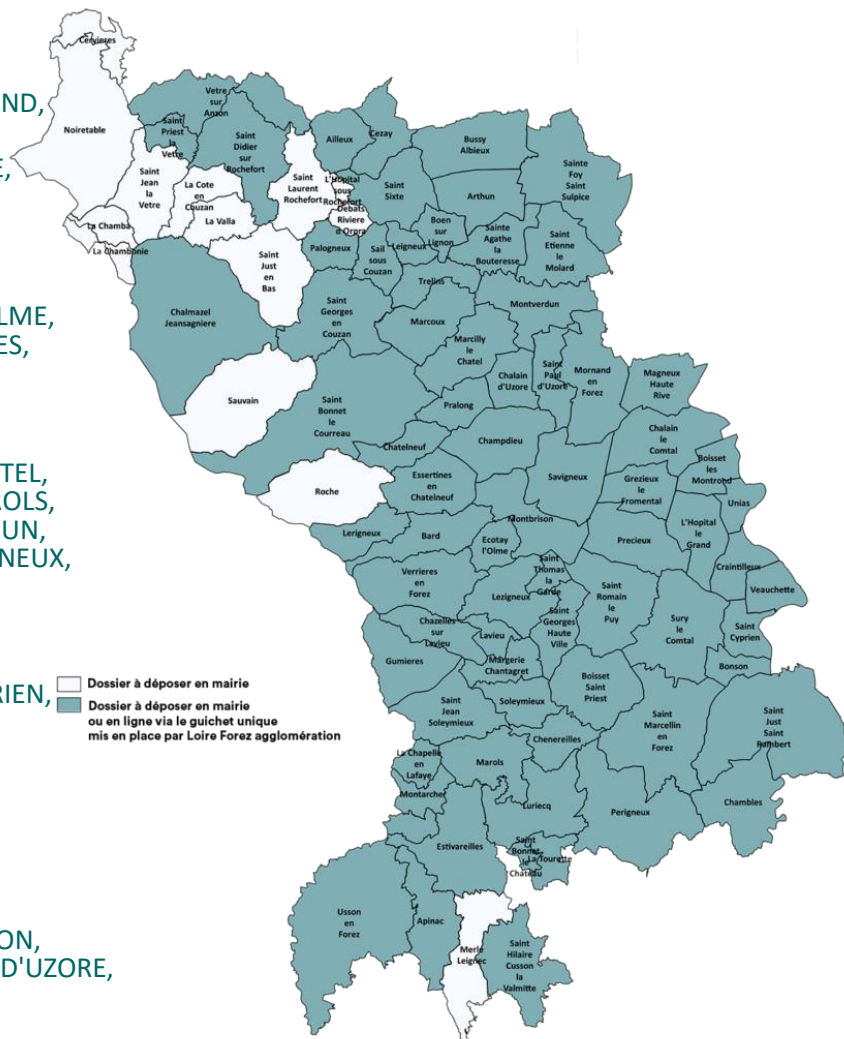 Cervieres
Noiretable
Vetre
sur
Anzon
Saint
Priest
la
Vetre
Saint
Didier
sur
Rochefort
Saint
Jean
la
Vetre
La Cote
en
Couzan
La Valla
Saint
Laurent
Rochefort
L'Hopital
sous
Rochefort
Debats
Riviere
d'Orpra
Ailleux
Cezay
Bussy
Albieux
Sainte
Foy
Saint
Sulpice
Arthun
Saint
Sixte
Boen
sur
Lignon
Sainte
Agathe
la
Bouteresse
Saint
Etienne
le
Molard
La Chamba
La Chambonie
Saint
Just
en
Bas
Palogneux
Sail
sous
Couzan
Leigneux
Trelins
Chalmazel
Jeansagniere
Saint
Georges
en
Couzan
Marcoux
Montverdun
Marcilly
le
Chatel
Chalain
d'Uzore
Saint
Paul
d'Uzore
Mornand
en
Forez
Magneux
Haute
Rive
Sauvain
Saint
Bonnet
le
Courreau
Pralong
Chatelneuf
Champdieu
Chalain
le
Comtal
Boisset
les
Montrond
Roche
Essertines
en
Chatelneuf
Savigneux
Grezieux
le
Fromental
Unias
L'Hopital
le
Grand
Montbrison
Lerigneux
Bard
Ecotay
l'Olme
Precieux
Craintilleux
Veauchette
Verrieres
en
Forez
Lezigneux
Saint
Thomas
la
Garde
Saint
Romain
le
Puy
Sury
le
Comtal
Saint
Cyprien
Chazelles
sur
Lavieu
Lavieu
Saint
Georges
Haute
Ville
Bonson
Gumieres
Margerie
Chantagret
Boisset
Saint
Priest
Saint
Jean
Soleymieux
Soleymieux
Saint
Marcellin
en
Forez
Saint
Just
Saint
Rambert
Chenereilles
La Chapelle
en
Lafaye
Marols
Montarcher
Luriecq
Perigneux
Chambles
Estivareilles
Saint
Bonnet
le
Chateau
La Tourette
Usson
en
Forez
Apinac
Merle
Leignec
Saint
Hilaire
Cusson
la
Valmitte
ND,
E,
LME,
ES,
TEL,
ROLS,
UN,
NEUX,
RIEN,
ON,
D'UZORE,
Dossier à déposer en mairie
Dossier à déposer en mairie
ou en ligne via le guichet unique
mis en place par Loire Forez agglomération